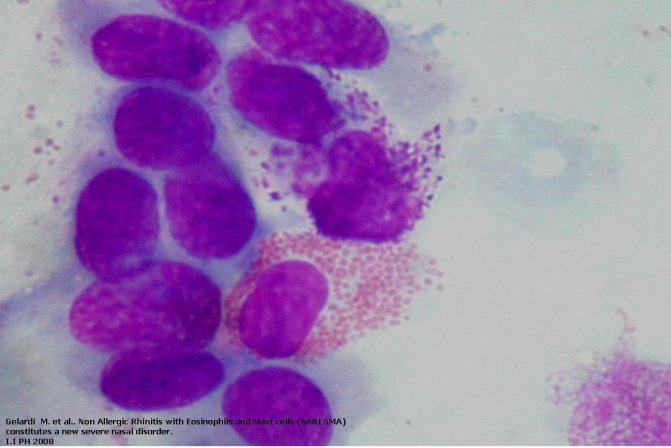 Gelardi M. et al.. Non Allergic Rhinitis with Eosinophils and Mast cells (NARESMA)
constitutes a new severe nasal disorder.
I.J PH 2008